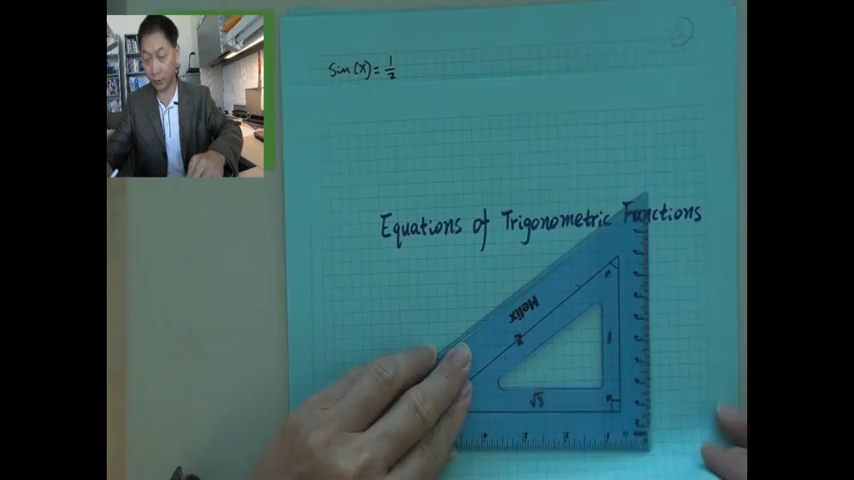 Sin(x) = 1/2
Equations of Trigonometric Functions
Helix
2
1
√3